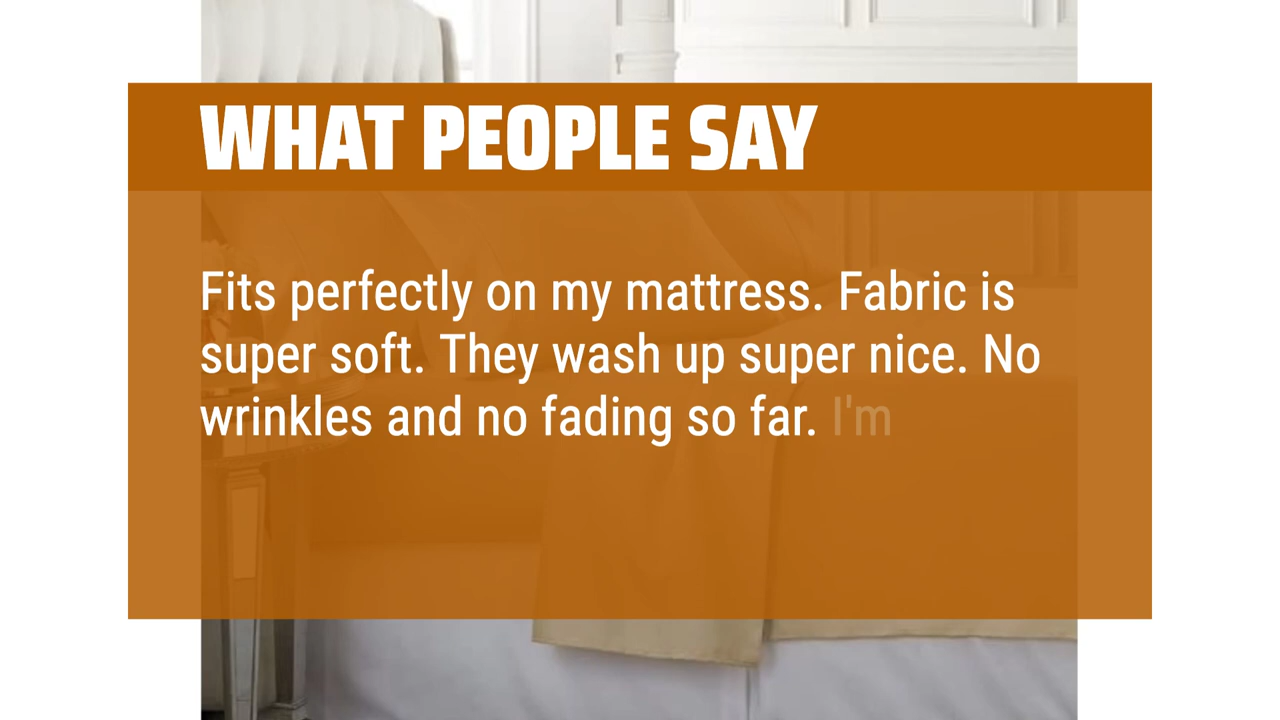 WHAT PEOPLE SAY
Fits perfectly on my mattress. Fabric is
super soft. They wash up super nice. No
wrinkles and no fading so far. I'm